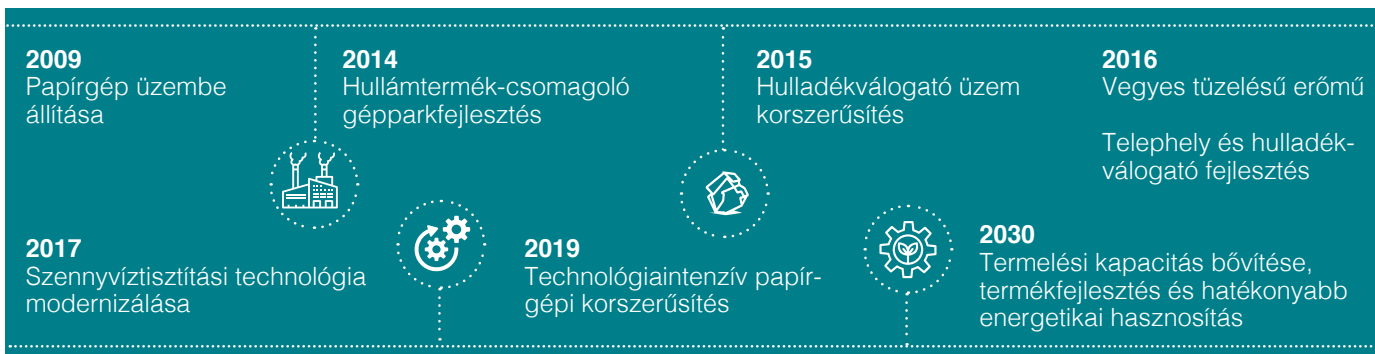 2009
Papírgép üzembe
állítása
2014
Hullámtermék-csomagoló
gépparkfejlesztés
2015
Hulladékválogató üzem
korszerűsítés
2016
Vegyes tüzelésű erőmű
Telephely és hulladék-
válogató fejlesztés
2017
Szennyvíztisztítási technológia
modernizálása
2019
Technológiaintenzív papír-
gépi korszerűsítés
2030
Termelési kapacitás bővítése,
termékfejlesztés és hatékonyabb
energetikai hasznosítás